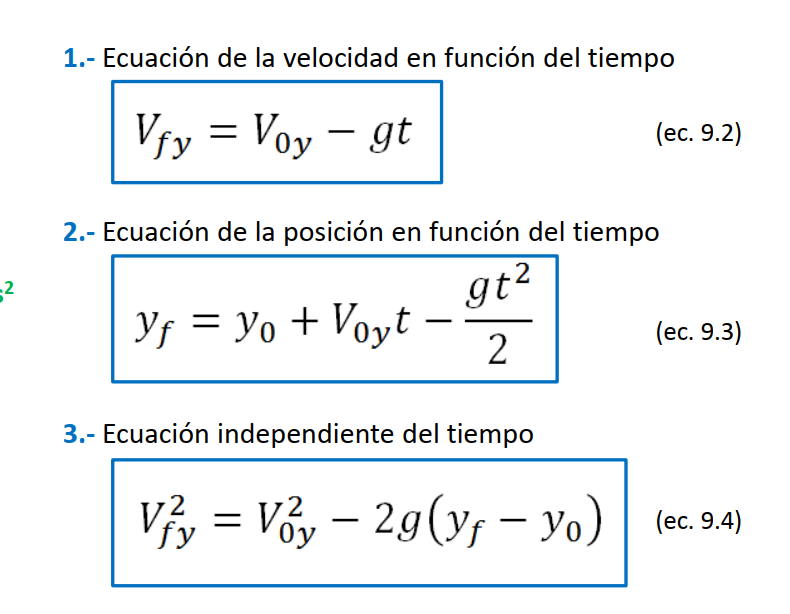 1.- Ecuación de la velocidad en función del tiempo
V_{fy} = V_{0y} − gt (ec. 9.2)
2.- Ecuación de la posición en función del tiempo
s²
y_f = y_0 + V_{0y}t − \frac{gt²}{2} (ec. 9.3)
3.- Ecuación independiente del tiempo
V_{fy}^2 = V_{0y}^2 − 2g(y_f − y_0) (ec. 9.4)